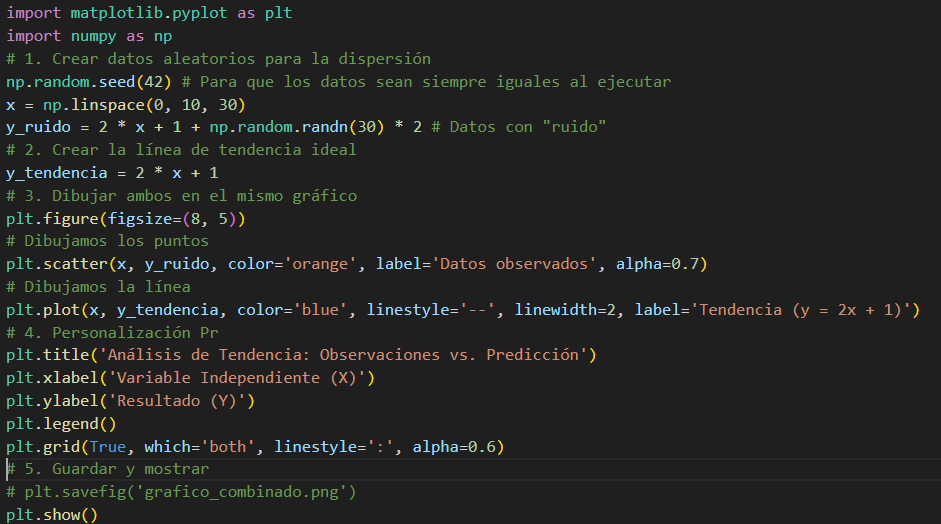 import matplotlib.pyplot as plt
import numpy as np
# 1. Crear datos aleatorios para la dispersión
np.random.seed(42) # Para que los datos sean siempre iguales al ejecutar
x = np.linspace(0, 10, 30)
y_ruido = 2 * x + 1 + np.random.randn(30) * 2 # Datos con "ruido"
# 2. Crear la línea de tendencia ideal
y_tendencia = 2 * x + 1
# 3. Dibujar ambos en el mismo gráfico
plt.figure(figsize=(8, 5))
# Dibujamos los puntos
plt.scatter(x, y_ruido, color='orange', label='Datos observados', alpha=0.7)
# Dibujamos la línea
plt.plot(x, y_tendencia, color='blue', linestyle='--', linewidth=2, label='Tendencia (y = 2x + 1)')
# 4. Personalización Pr
plt.title('Análisis de Tendencia: Observaciones vs. Predicción')
plt.xlabel('Variable Independiente (X)')
plt.ylabel('Resultado (Y)')
plt.legend()
plt.grid(True, which='both', linestyle=':', alpha=0.6)
# 5. Guardar y mostrar
# plt.savefig('grafico_combinado.png')
plt.show()